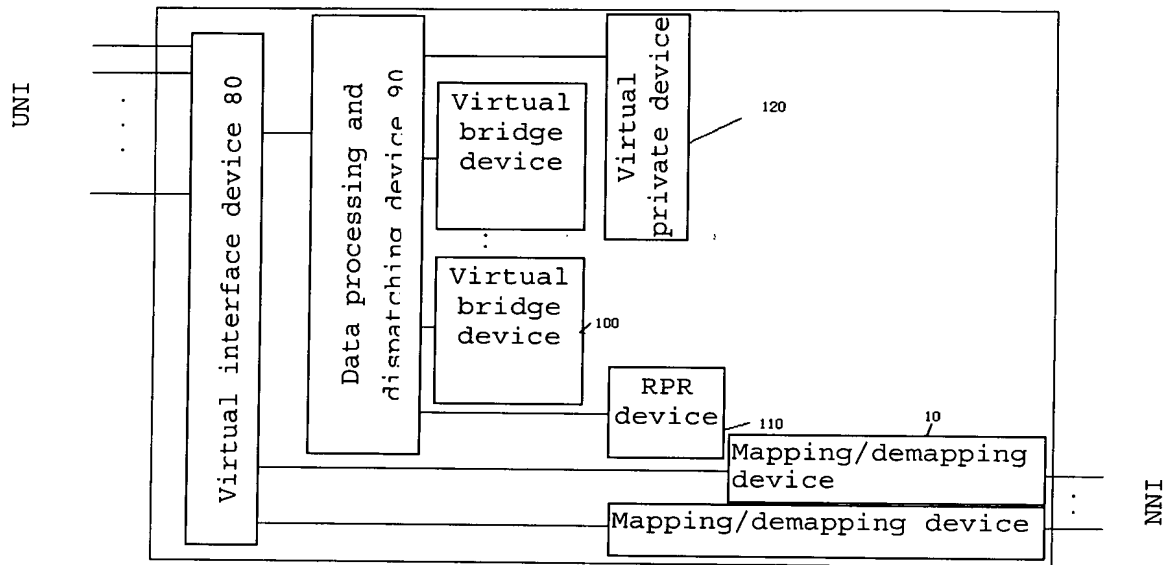 UNI
Virtual interface device 80
Data processing and
dispatching device 90
Virtual
bridge
device
Virtual
private device
120
Virtual
bridge
device
100
RPR
device
110
10
Mapping/demapping
device
Mapping/demapping device
NNI